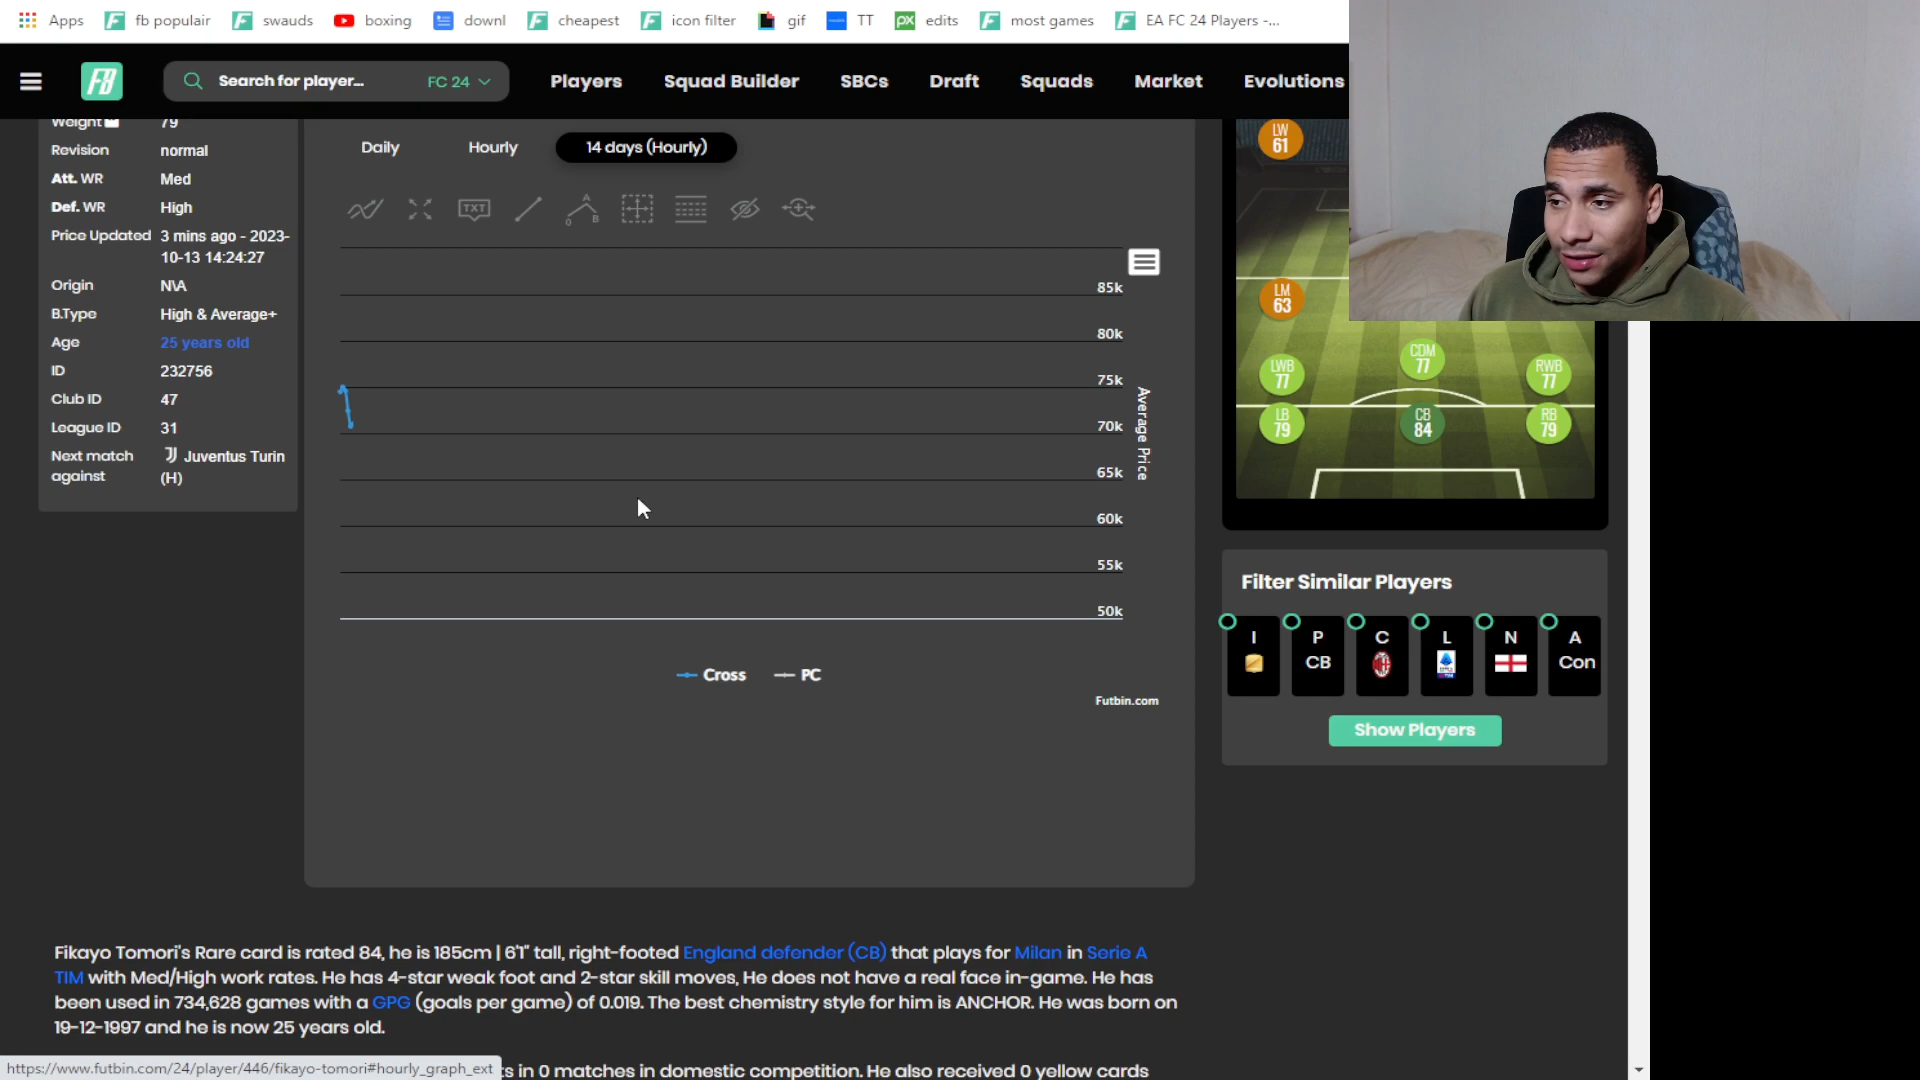 Apps fb populair swauds boxing downl cheapest icon filter gif TT edits most games EA FC 24 Players -...
FB Search for player... FC 24 Players Squad Builder SBCs Draft Squads Market Evolutions
Weight 79
Revision normal
Att. WR Med
Def. WR High
Price Updated 3 mins ago - 2023-
10-13 14:24:27
Origin N\A
B.Type High & Average+
Age 25 years old
ID 232756
Club ID 47
League ID 31
Next match Juventus Turin
against (H)
Daily Hourly 14 days (Hourly)
TXT
0 A B
85k
80k
75k
70k
65k
60k
55k
50k
Average Price
Cross PC
Futbin.com
LW
61
LM
63
LWB
77
CDM
77
RWB
77
LB
79
CB
84
RB
79
Filter Similar Players
I P C L N A
CB Con
Show Players
Fikayo Tomori's Rare card is rated 84, he is 185cm | 6'1" tall, right-footed England defender (CB) that plays for Milan in Serie A
TIM with Med/High work rates. He has 4-star weak foot and 2-star skill moves, He does not have a real face in-game. He has
been used in 734,628 games with a GPG (goals per game) of 0.019. The best chemistry style for him is ANCHOR. He was born on
19-12-1997 and he is now 25 years old.
https://www.futbin.com/24/player/446/fikayo-tomori#hourly_graph_ext
ts in 0 matches in domestic competition. He also received 0 yellow cards